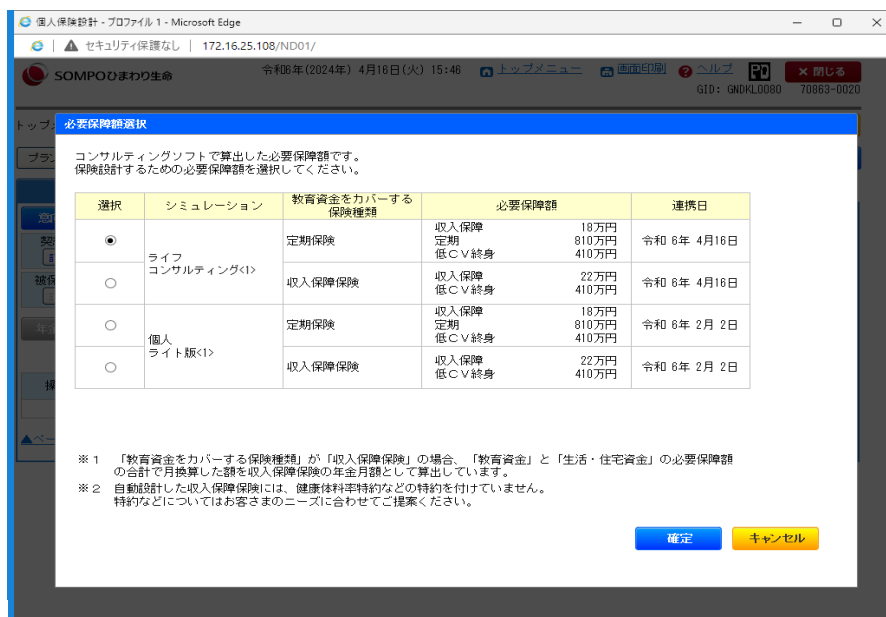 個人保険設計 - プロファイル 1 - Microsoft Edge
セキュリティ保護なし | 172.16.25.108/ND01/
SOMPOひまわり生命 令和6年(2024年) 4月16日(火) 15:46 トップメニュー 画面印刷 ヘルプ PD × 閉じる
GID: GNDKL0080 70863-0020
トップ
必要保障額選択
プラン
コンサルティングソフトで算出した必要保障額です。
保険設計するための必要保障額を選択してください。
選択 シミュレーション 教育資金をカバーする保険種類 必要保障額 連携日
ライフ
コンサルティング<1>
定期保険
収入保障 18万円
定期 810万円
低CV終身 410万円
令和 6年 4月16日
収入保障保険
収入保障 22万円
低CV終身 410万円
令和 6年 4月16日
個人
ライト版<1>
定期保険
収入保障 18万円
定期 810万円
低CV終身 410万円
令和 6年 2月 2日
収入保障保険
収入保障 22万円
低CV終身 410万円
令和 6年 2月 2日
※1 「教育資金をカバーする保険種類」が「収入保障保険」の場合、「教育資金」と「生活・住宅資金」の必要保障額
の合計で月換算した額を収入保障保険の年金月額として算出しています。
※2 自動設計した収入保障保険には、健康体料率特約などの特約を付けていません。
特約などについてはお客さまのニーズに合わせてご提案ください。
確定 キャンセル